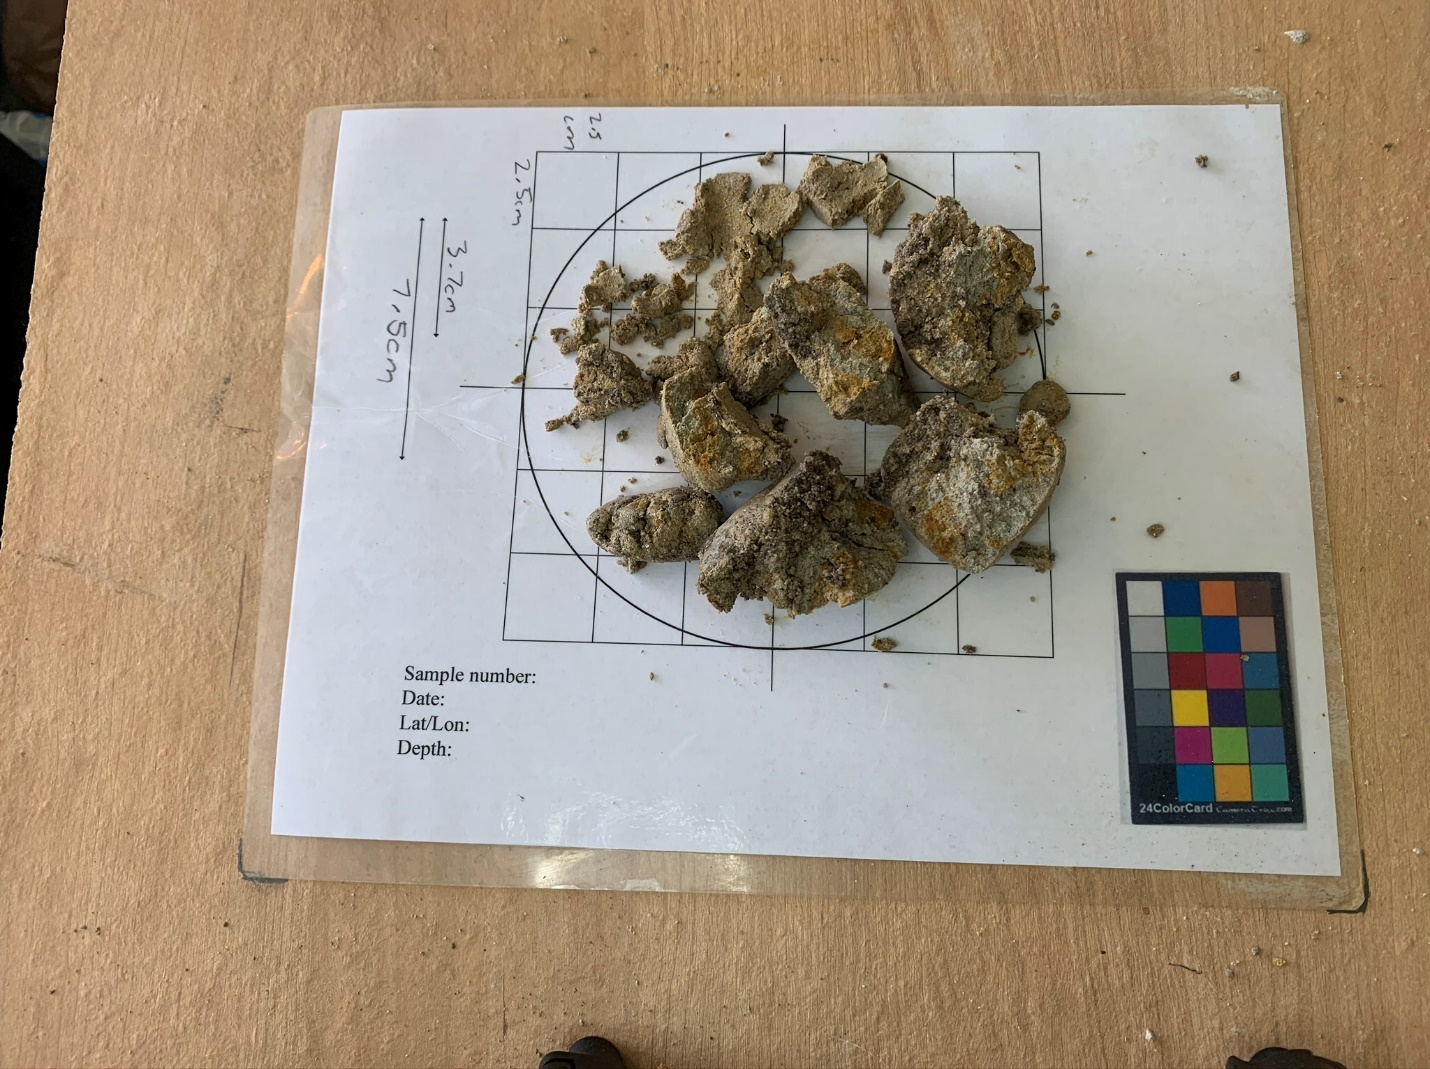 2.5
cm
2.5cm
3.7cm
7.5cm
Sample number:
Date:
Lat/Lon:
Depth:
24ColorCard